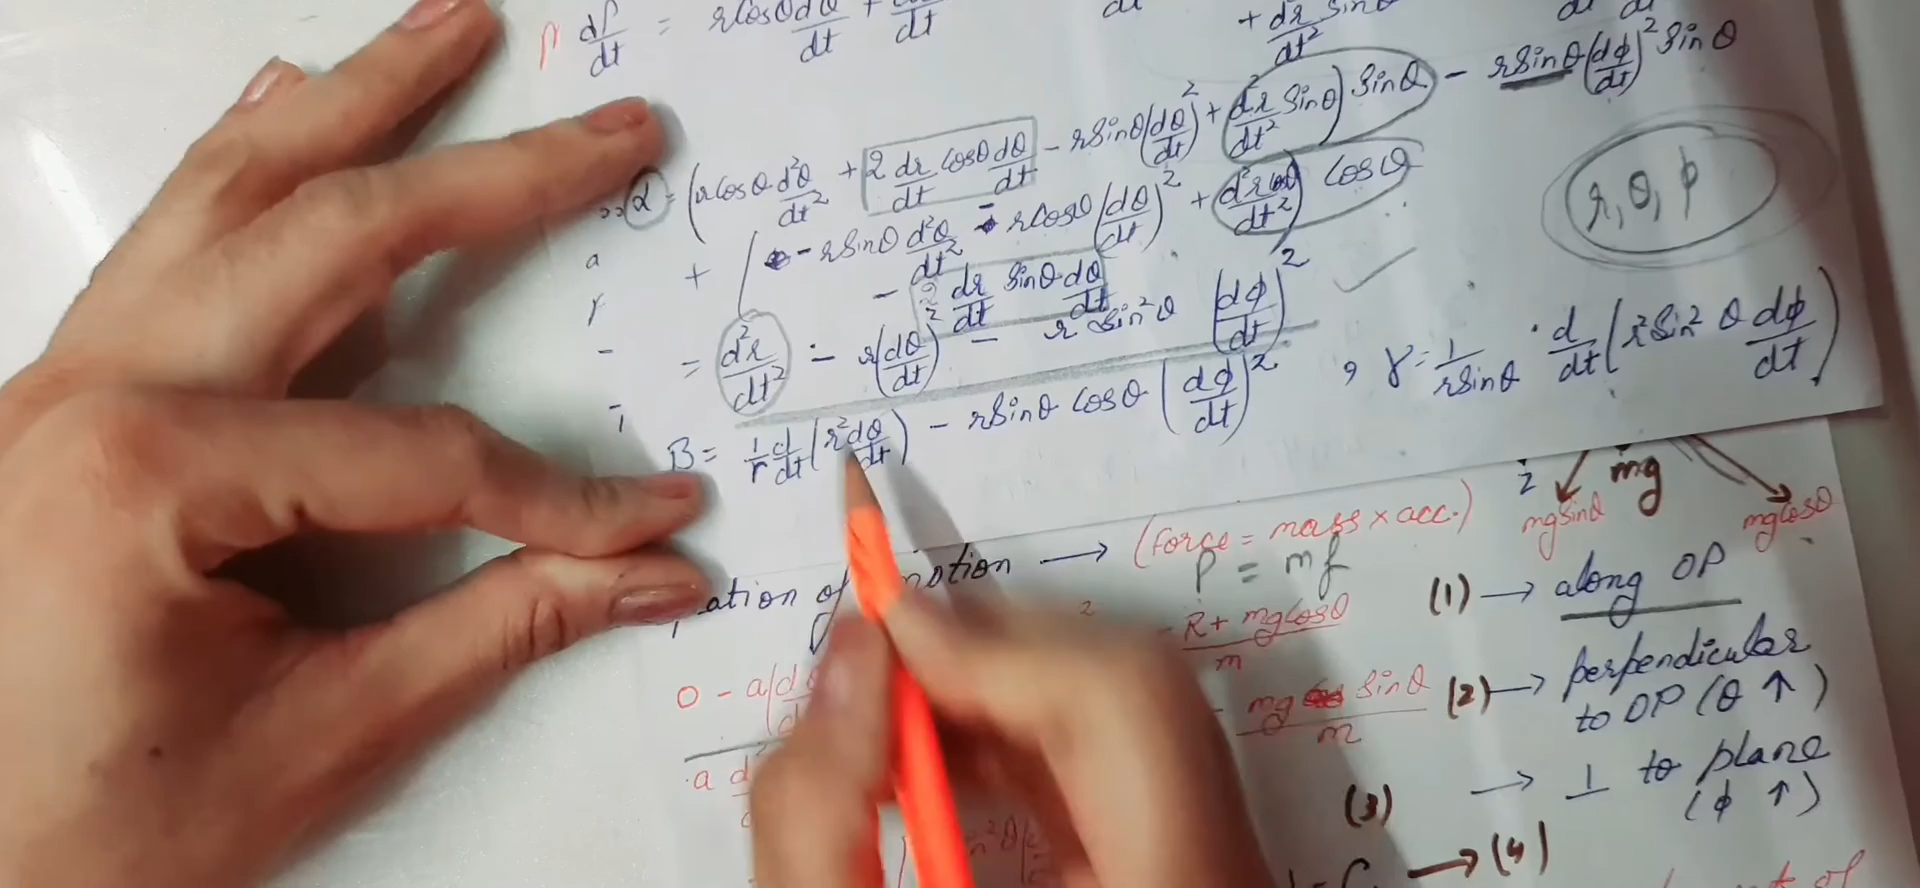 dr/dt = r cosθ dθ/dt +
+ d²r/dt² sinθ
α = (r cosθ d²θ/dt² + 2 dr/dt cosθ dθ/dt - r sinθ (dθ/dt)² + d²r/dt² sinθ) sinθ - r sinθ (dϕ/dt)² sinθ
+ (- r sinθ d²θ/dt² - r cosθ (dθ/dt)² + d²r cosθ/dt²) cosθ
- 2 dr/dt sinθ dθ/dt
r, θ, ϕ
= d²r/dt² - r(dθ/dt)² - r sin²θ (dϕ/dt)² , γ = 1/r sinθ · d/dt (r² sin²θ dϕ/dt)
B = 1/r d/dt (r² dθ/dt) - r sinθ cosθ (dϕ/dt)²
mg
mg sinθ mg cosθ
ation of motion → (force = mass × acc.)
P = mf
0 - a(d R + mg cosθ/m (1) → along OP
mg sinθ/m (2) → perpendicular to OP (θ ↑)
a d
(3) → ⊥ to plane (ϕ ↑)
→ (4)